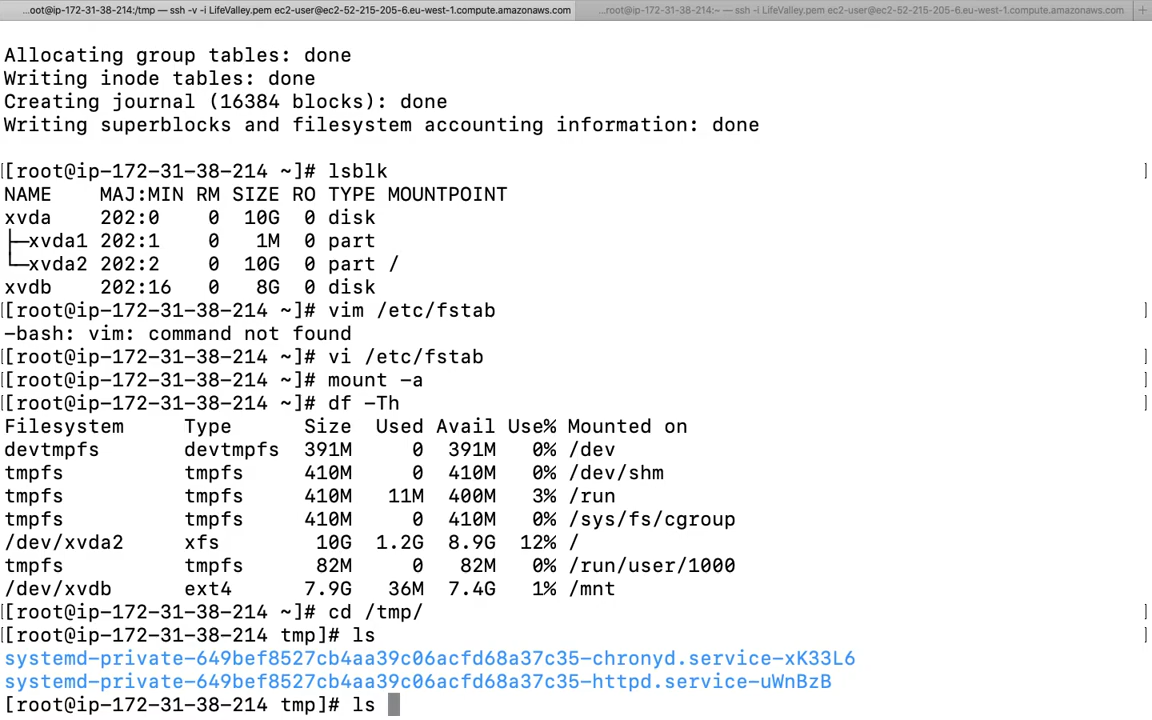 ...oot@ip-172-31-38-214:/tmp — ssh -v -i LifeValley.pem ec2-user@ec2-52-215-205-6.eu-west-1.compute.amazonaws.com
...root@ip-172-31-38-214:~ — ssh -i LifeValley.pem ec2-user@ec2-52-215-205-6.eu-west-1.compute.amazonaws.com
Allocating group tables: done
Writing inode tables: done
Creating journal (16384 blocks): done
Writing superblocks and filesystem accounting information: done
[[root@ip-172-31-38-214 ~]# lsblk ]
NAME    MAJ:MIN RM SIZE RO TYPE MOUNTPOINT
xvda    202:0    0  10G  0 disk
├─xvda1 202:1    0   1M  0 part
└─xvda2 202:2    0  10G  0 part /
xvdb    202:16   0   8G  0 disk
[[root@ip-172-31-38-214 ~]# vim /etc/fstab ]
-bash: vim: command not found
[[root@ip-172-31-38-214 ~]# vi /etc/fstab ]
[[root@ip-172-31-38-214 ~]# mount -a ]
[[root@ip-172-31-38-214 ~]# df -Th ]
Filesystem     Type      Size  Used Avail Use% Mounted on
devtmpfs       devtmpfs  391M     0  391M   0% /dev
tmpfs          tmpfs     410M     0  410M   0% /dev/shm
tmpfs          tmpfs     410M   11M  400M   3% /run
tmpfs          tmpfs     410M     0  410M   0% /sys/fs/cgroup
/dev/xvda2     xfs        10G  1.2G  8.9G  12% /
tmpfs          tmpfs      82M     0   82M   0% /run/user/1000
/dev/xvdb      ext4      7.9G   36M  7.4G   1% /mnt
[[root@ip-172-31-38-214 ~]# cd /tmp/ ]
[[root@ip-172-31-38-214 tmp]# ls ]
systemd-private-649bef8527cb4aa39c06acfd68a37c35-chronyd.service-xK33L6
systemd-private-649bef8527cb4aa39c06acfd68a37c35-httpd.service-uWnBzB
[root@ip-172-31-38-214 tmp]# ls